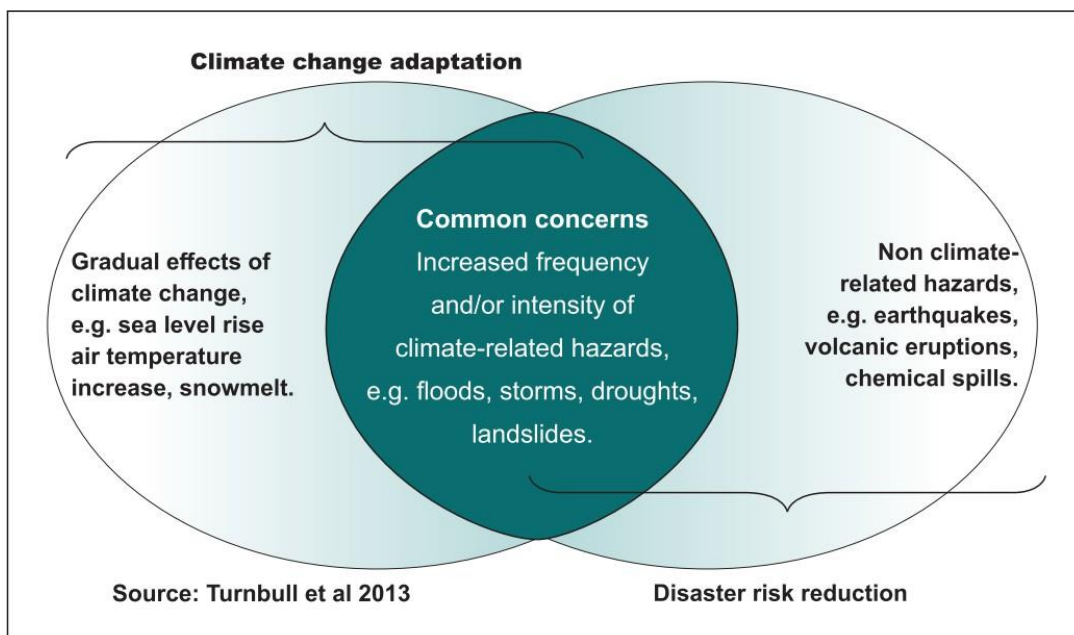 Climate change adaptation
Gradual effects of
climate change,
e.g. sea level rise
air temperature
increase, snowmelt.
Common concerns
Increased frequency
and/or intensity of
climate-related hazards,
e.g. floods, storms, droughts,
landslides.
Non climate-
related hazards,
e.g. earthquakes,
volcanic eruptions,
chemical spills.
Source: Turnbull et al 2013
Disaster risk reduction